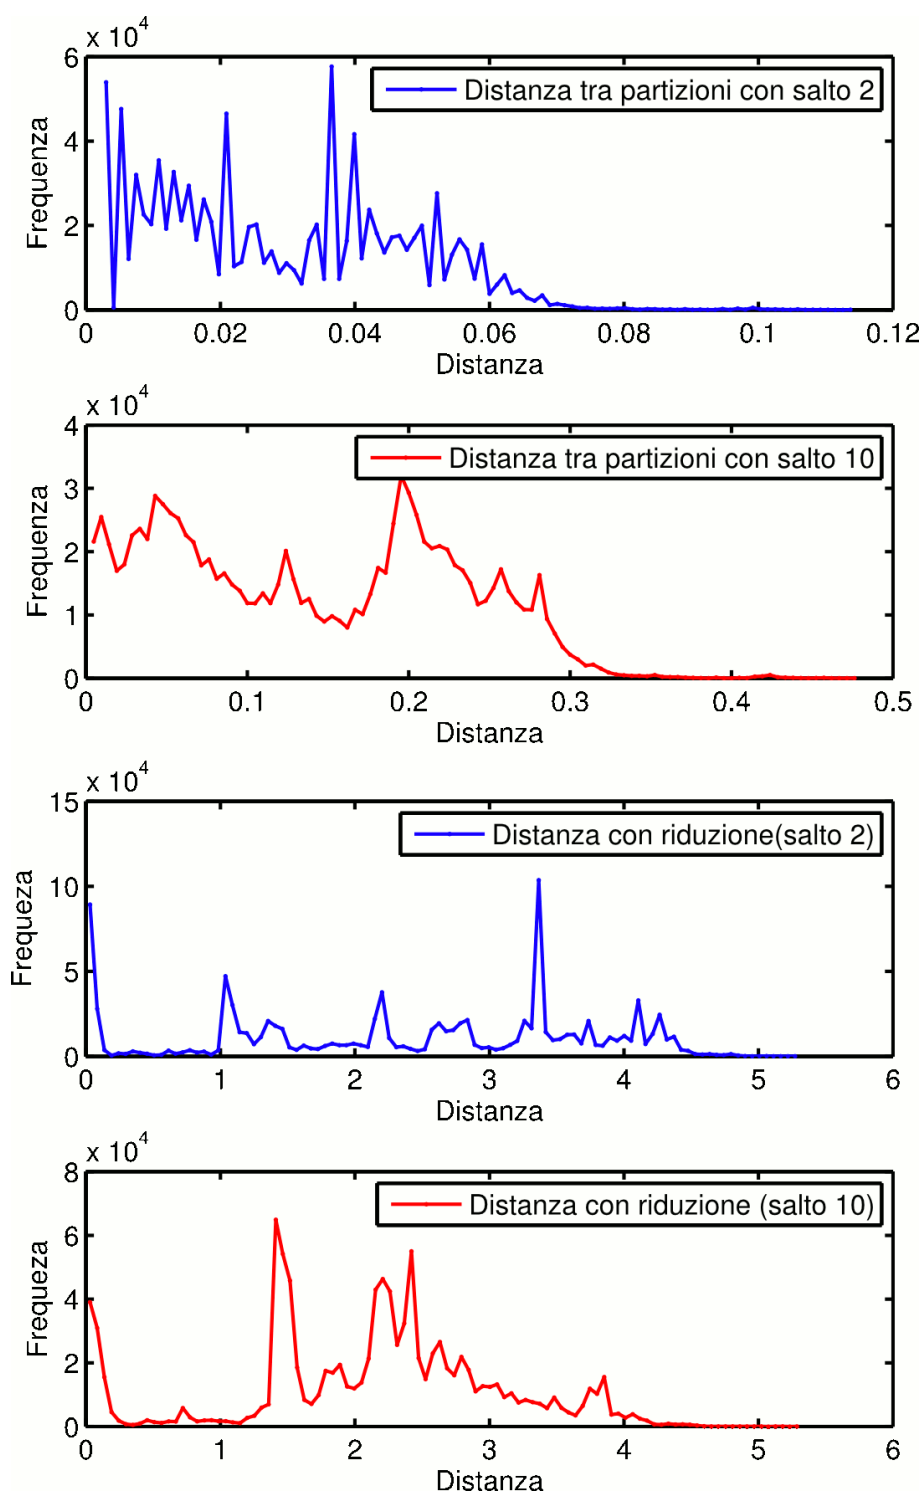 x 10^4
6
Distanza tra partizioni con salto 2
4
Frequenza
2
0
0 0.02 0.04 0.06 0.08 0.1 0.12
Distanza
x 10^4
4
Distanza tra partizioni con salto 10
3
Frequenza
2
1
0
0 0.1 0.2 0.3 0.4 0.5
Distanza
x 10^4
15
Distanza con riduzione(salto 2)
10
Frequeza
5
0
0 1 2 3 4 5 6
Distanza
x 10^4
8
Distanza con riduzione (salto 10)
6
Frequeza
4
2
0
0 1 2 3 4 5 6
Distanza